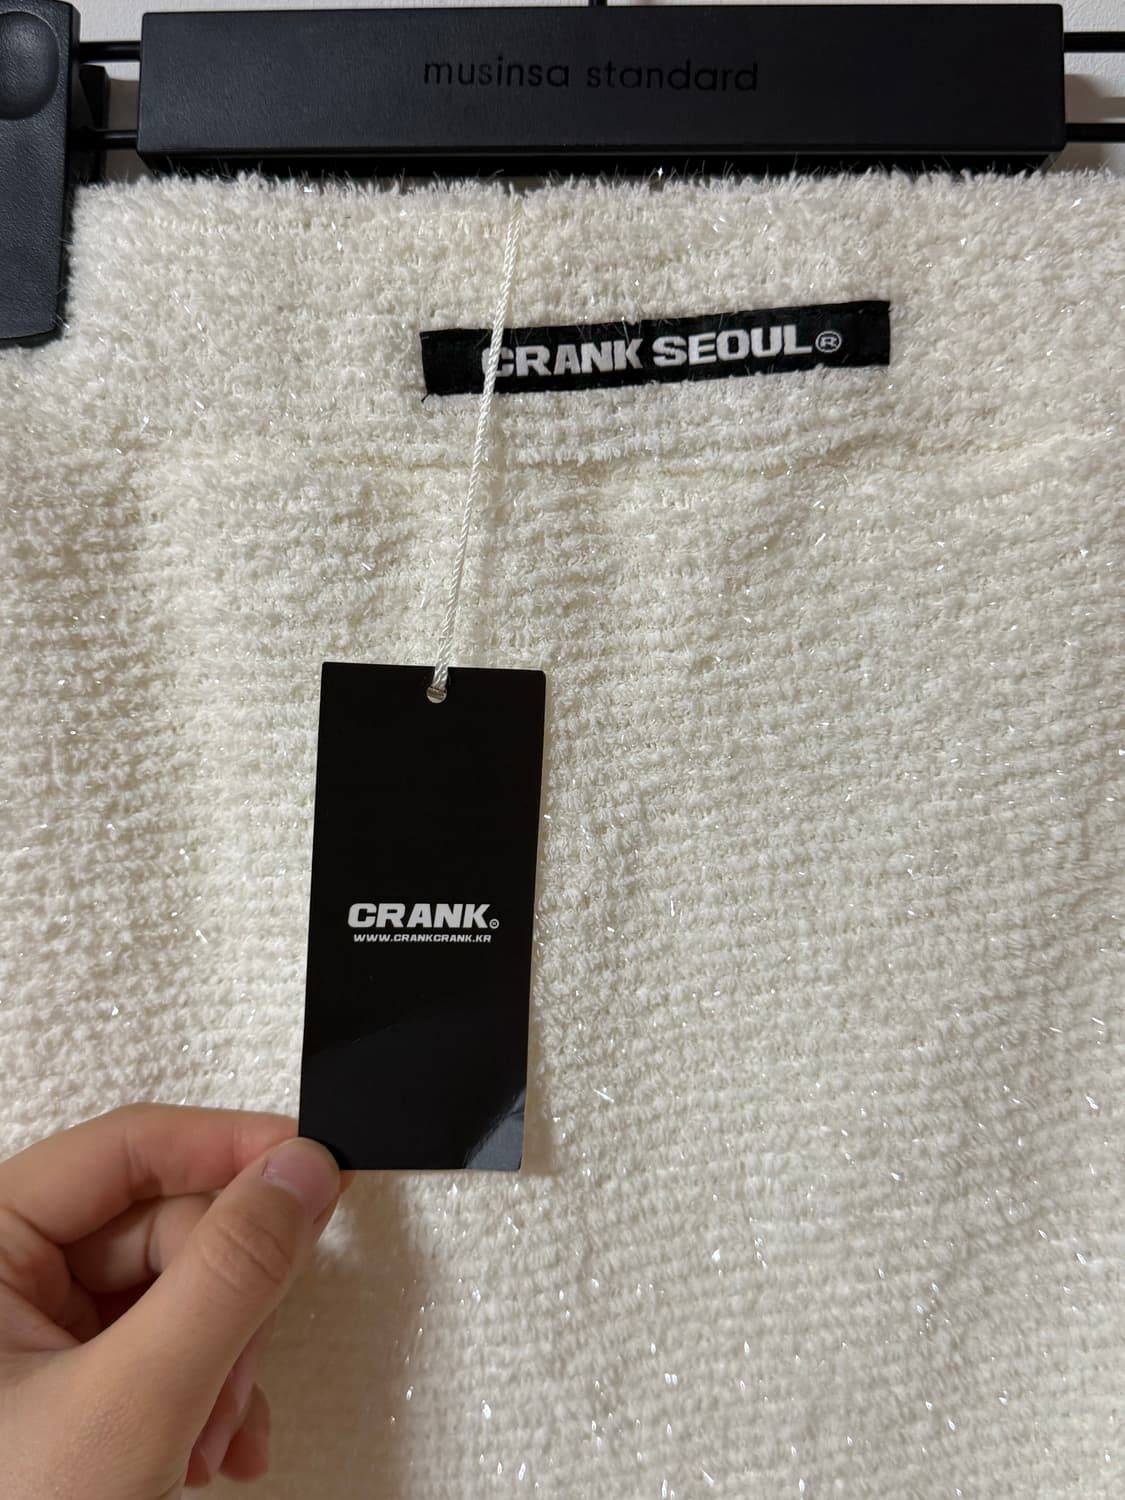 musinsa standard
CRANK SEOUL®
CRANK®
WWW.CRANKCRANK.KR